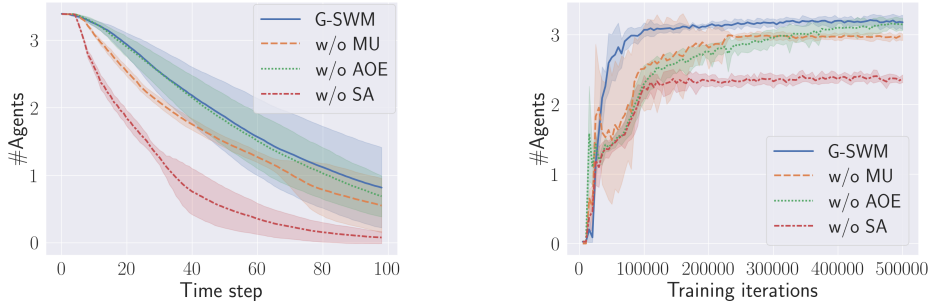 #Agents
3
2
1
0
G-SWM
w/o MU
w/o AOE
w/o SA
0 20 40 60 80 100
Time step
#Agents
3
2
1
0
G-SWM
w/o MU
w/o AOE
w/o SA
0 100000 200000 300000 400000 500000
Training iterations